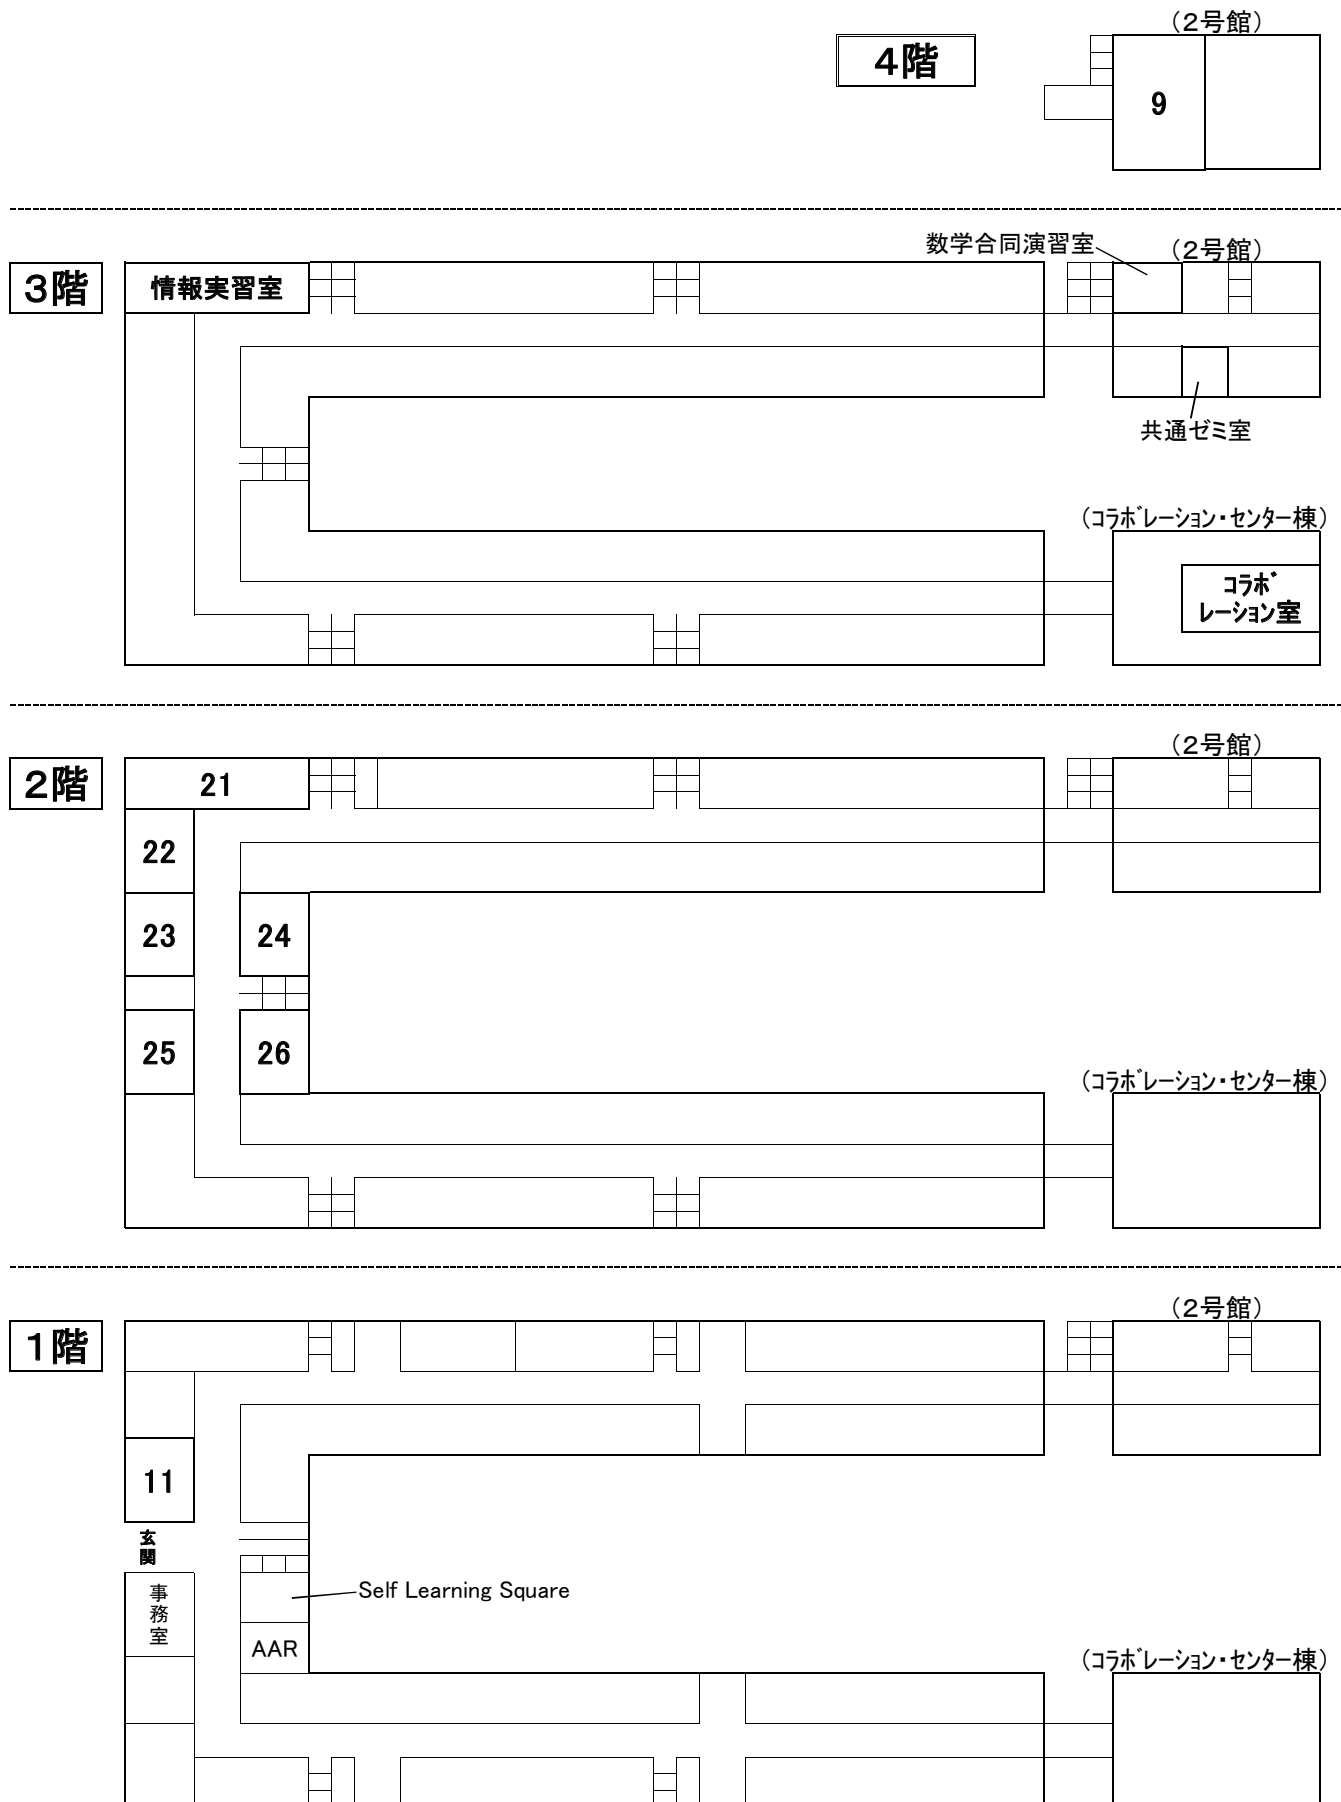 （2号館）
４階
9
数学合同演習室
（2号館）
３階
情報実習室
共通ゼミ室
（ｺﾗﾎﾞﾚｰｼｮﾝ・ｾﾝﾀｰ棟）
ｺﾗﾎﾞ
ﾚｰｼｮﾝ室
（2号館）
２階
21
22
23
24
25
26
（ｺﾗﾎﾞﾚｰｼｮﾝ・ｾﾝﾀｰ棟）
（2号館）
１階
11
玄
関
事
務
室
Self Learning Square
AAR
（ｺﾗﾎﾞﾚｰｼｮﾝ・ｾﾝﾀｰ棟）